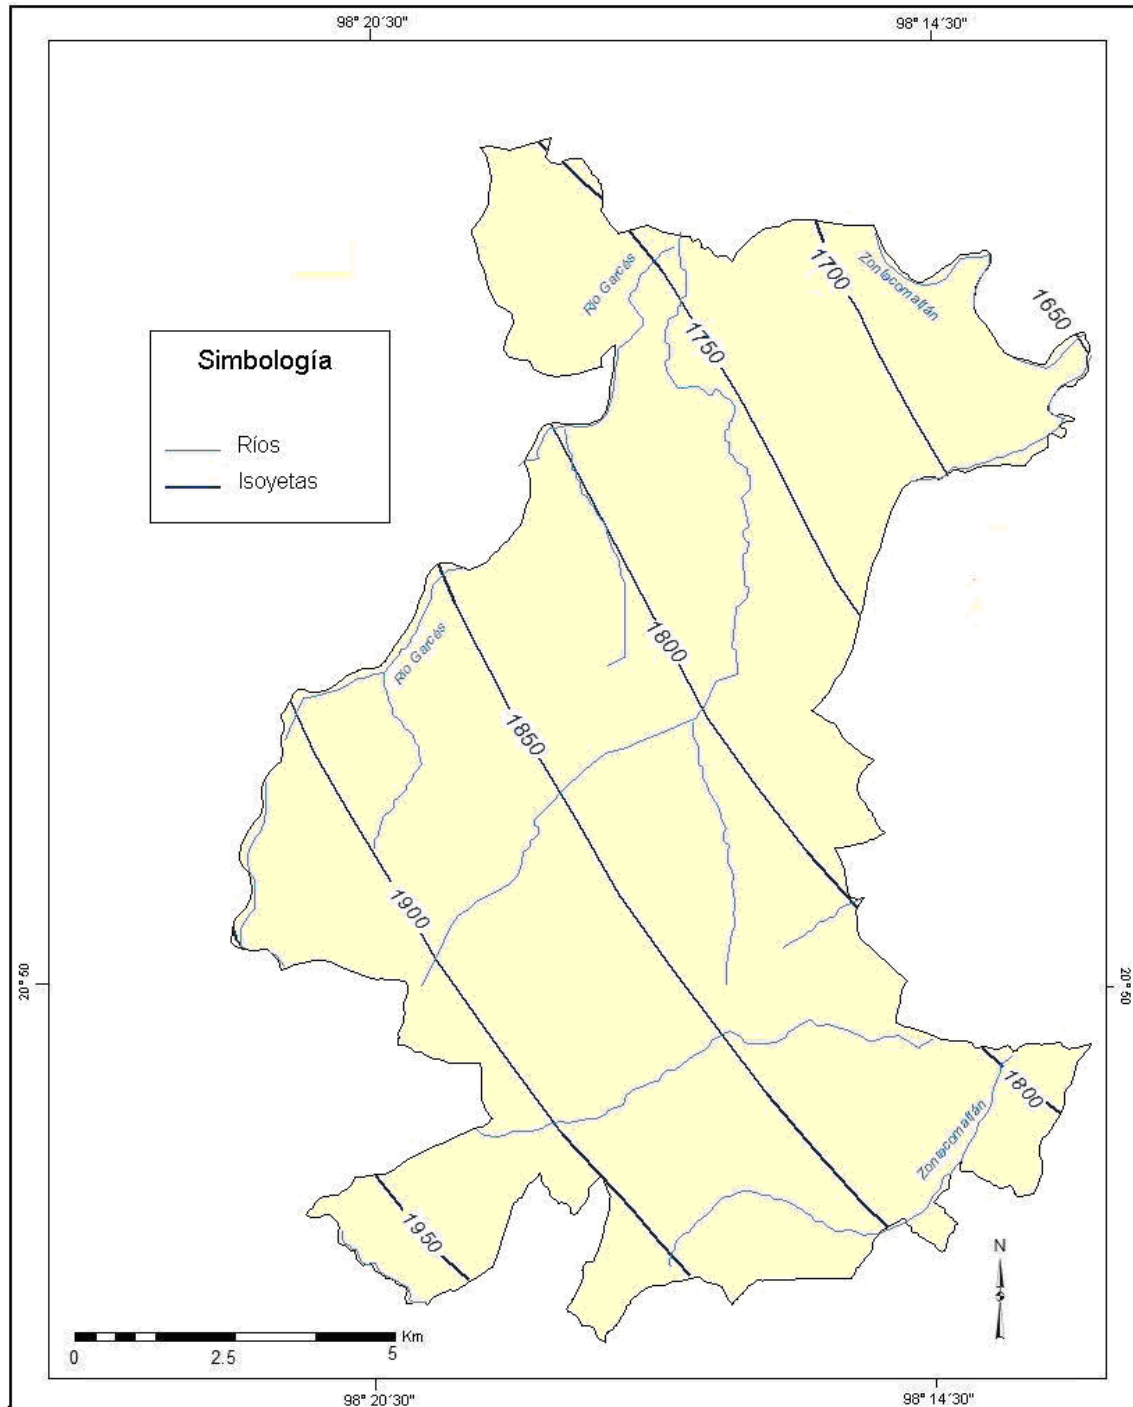 98° 20´30"
98° 14´30"
Río Garcés
Zontecomatlán
1700
1650
1750
Simbología
Ríos
Isoyetas
Río Garcés
1800
1850
1900
20° 50
20° 50
1800
Zontecomatlán
1950
N
Km
0
2.5
5
98° 20´30"
98° 14´30"